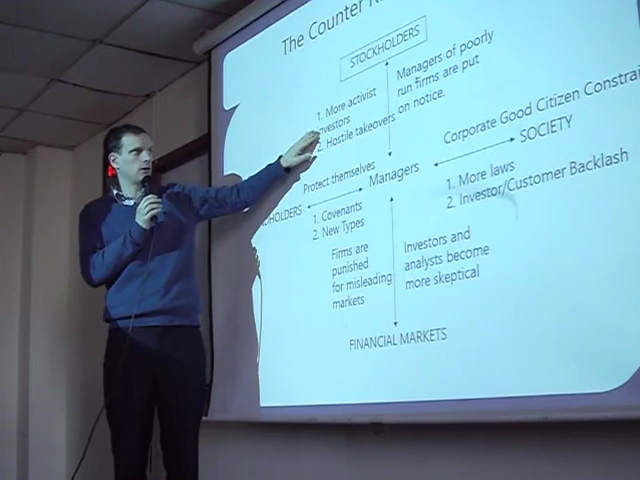 The Counter
STOCKHOLDERS
Managers of poorly
run firms are put
on notice.
1. More activist
investors
2. Hostile takeovers
Corporate Good Citizen
SOCIETY
Protect themselves
Managers
1. More laws
2. Investor/Customer Backlash
1. Covenants
2. New Types
Firms are
punished
for misleading
markets
Investors and
analysts become
more skeptical
FINANCIAL MARKETS